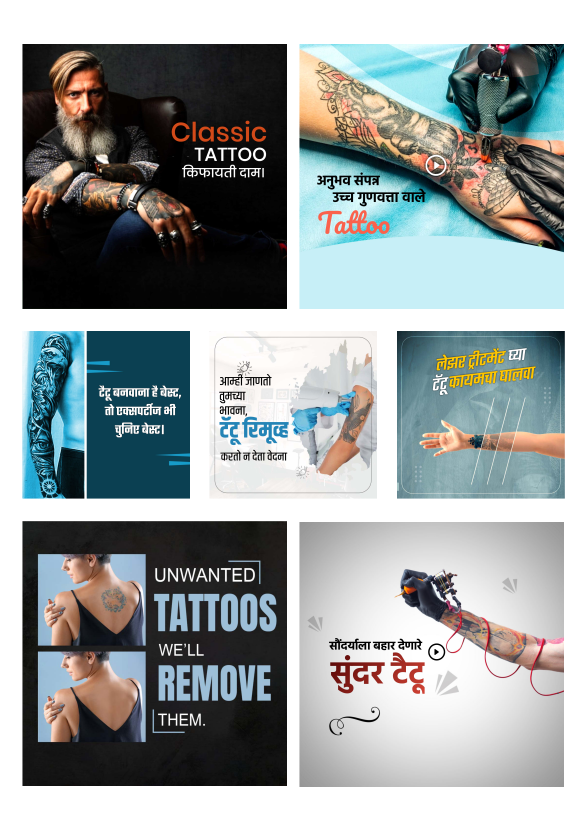 Classic
TATTOO
किफायती दाम।
अनुभव संपन्न
उच्च गुणवत्ता वाले
Tattoo
टैटू बनवाना है बेस्ट,
तो एक्सपर्टीज भी
चुनिए बेस्ट।
आम्ही जाणतो
तुमच्या
भावना,
टॅटू रिमूव्ह
करतो न देता वेदना
लेझर ट्रीटमेंट घ्या
टॅटू कायमचा घालवा
UNWANTED
TATTOOS
WE'LL
REMOVE
THEM.
सौंदर्याला बहार देणारे
सुंदर टैटू